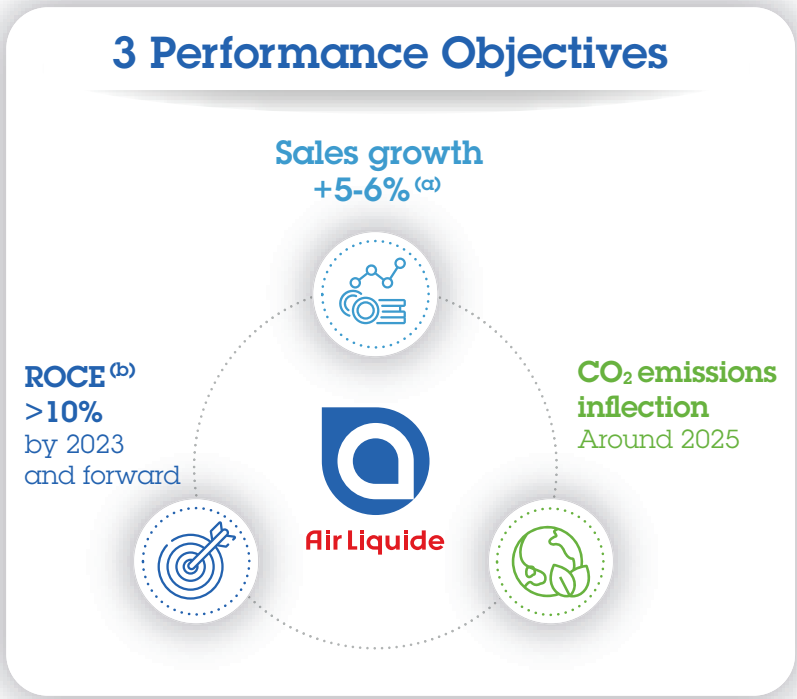 3 Performance Objectives
Sales growth
+5-6% (a)
ROCE (b)
>10%
by 2023
and forward
CO₂ emissions
inflection
Around 2025
Air Liquide